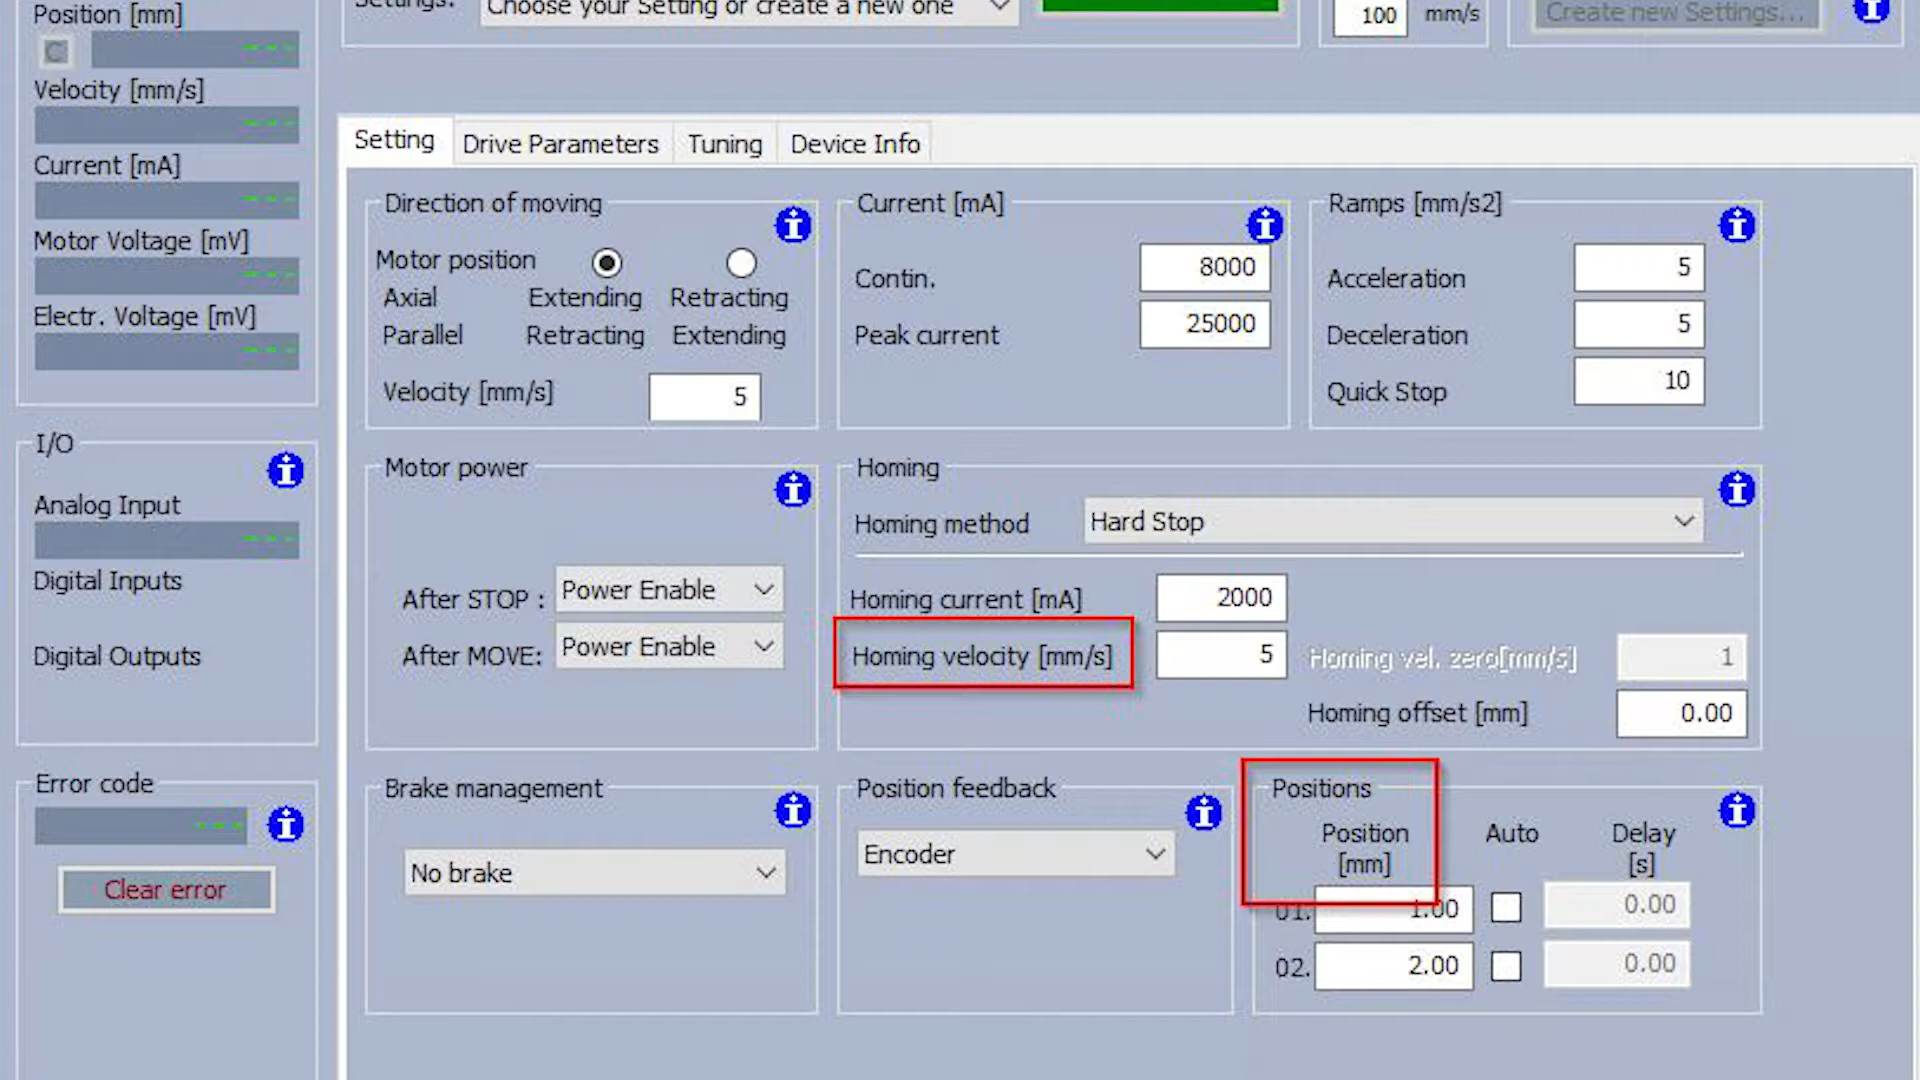 Position [mm]
C
---
Velocity [mm/s]
---
Current [mA]
---
Motor Voltage [mV]
---
Electr. Voltage [mV]
---
I/O
Analog Input
---
Digital Inputs
Digital Outputs
Error code
---
Clear error
Settings:
Choose your Setting or create a new one
100 mm/s
Create new Settings...
Setting
Drive Parameters
Tuning
Device Info
Direction of moving
Motor position
Axial Extending Retracting
Parallel Retracting Extending
Velocity [mm/s] 5
Current [mA]
Contin. 8000
Peak current 25000
Ramps [mm/s2]
Acceleration 5
Deceleration 5
Quick Stop 10
Motor power
After STOP : Power Enable
After MOVE: Power Enable
Homing
Homing method Hard Stop
Homing current [mA] 2000
Homing velocity [mm/s] 5 Homing vel. zero[mm/s] 1
Homing offset [mm] 0.00
Brake management
No brake
Position feedback
Encoder
Positions
Position Auto Delay
[mm] [s]
01. 1.00 0.00
02. 2.00 0.00